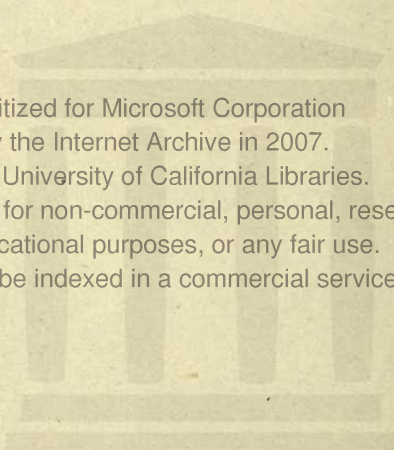 itized for Microsoft Corporation
y the Internet Archive in 2007.
University of California Libraries.
for non-commercial, personal, rese
cational purposes, or any fair use.
be indexed in a commercial service